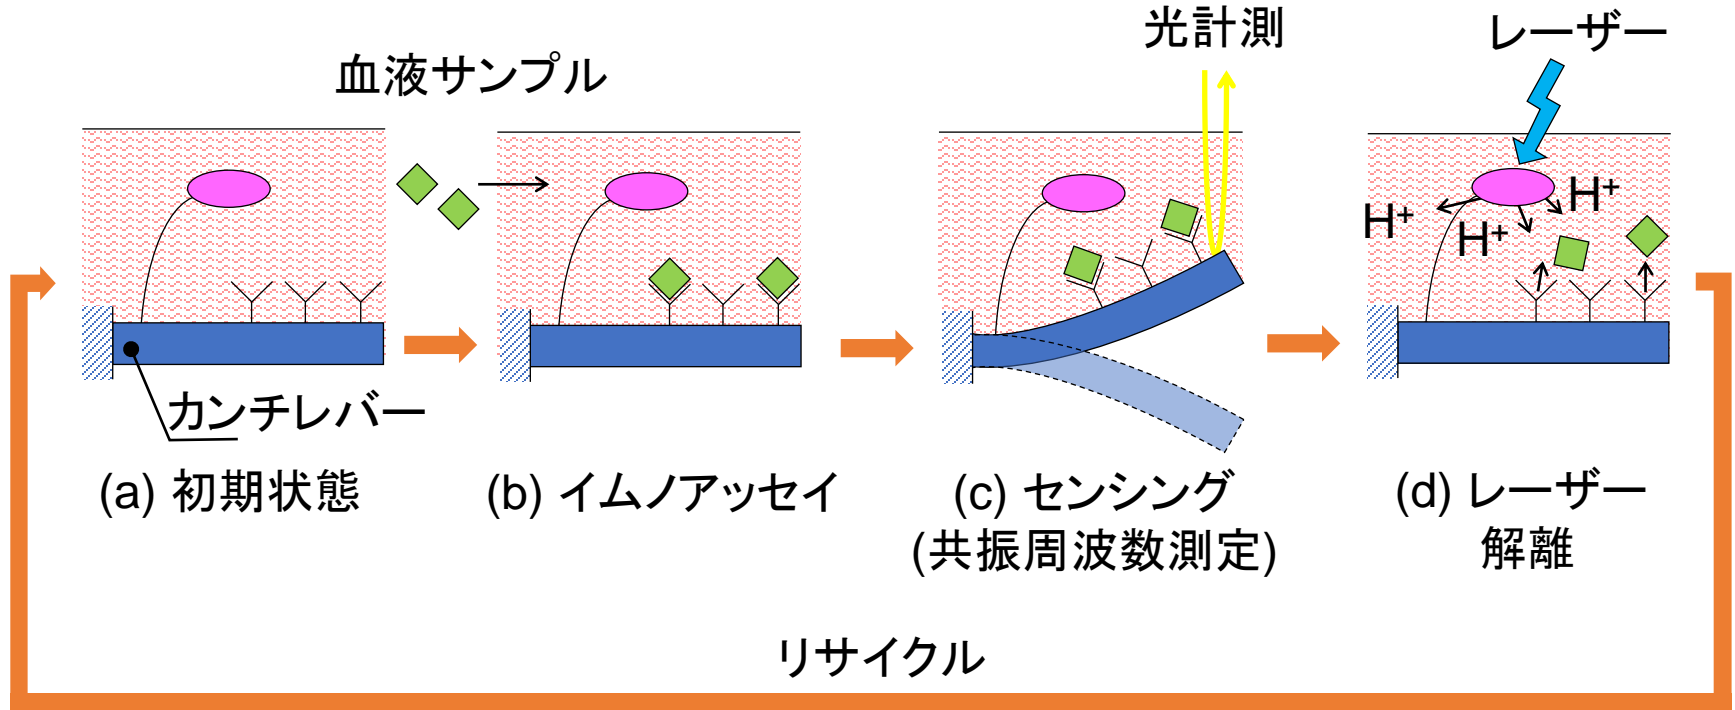 光計測
レーザー
血液サンプル
H⁺
H⁺
H⁺
カンチレバー
(a) 初期状態
(b) イムノアッセイ
(c) センシング
(共振周波数測定)
(d) レーザー
解離
リサイクル